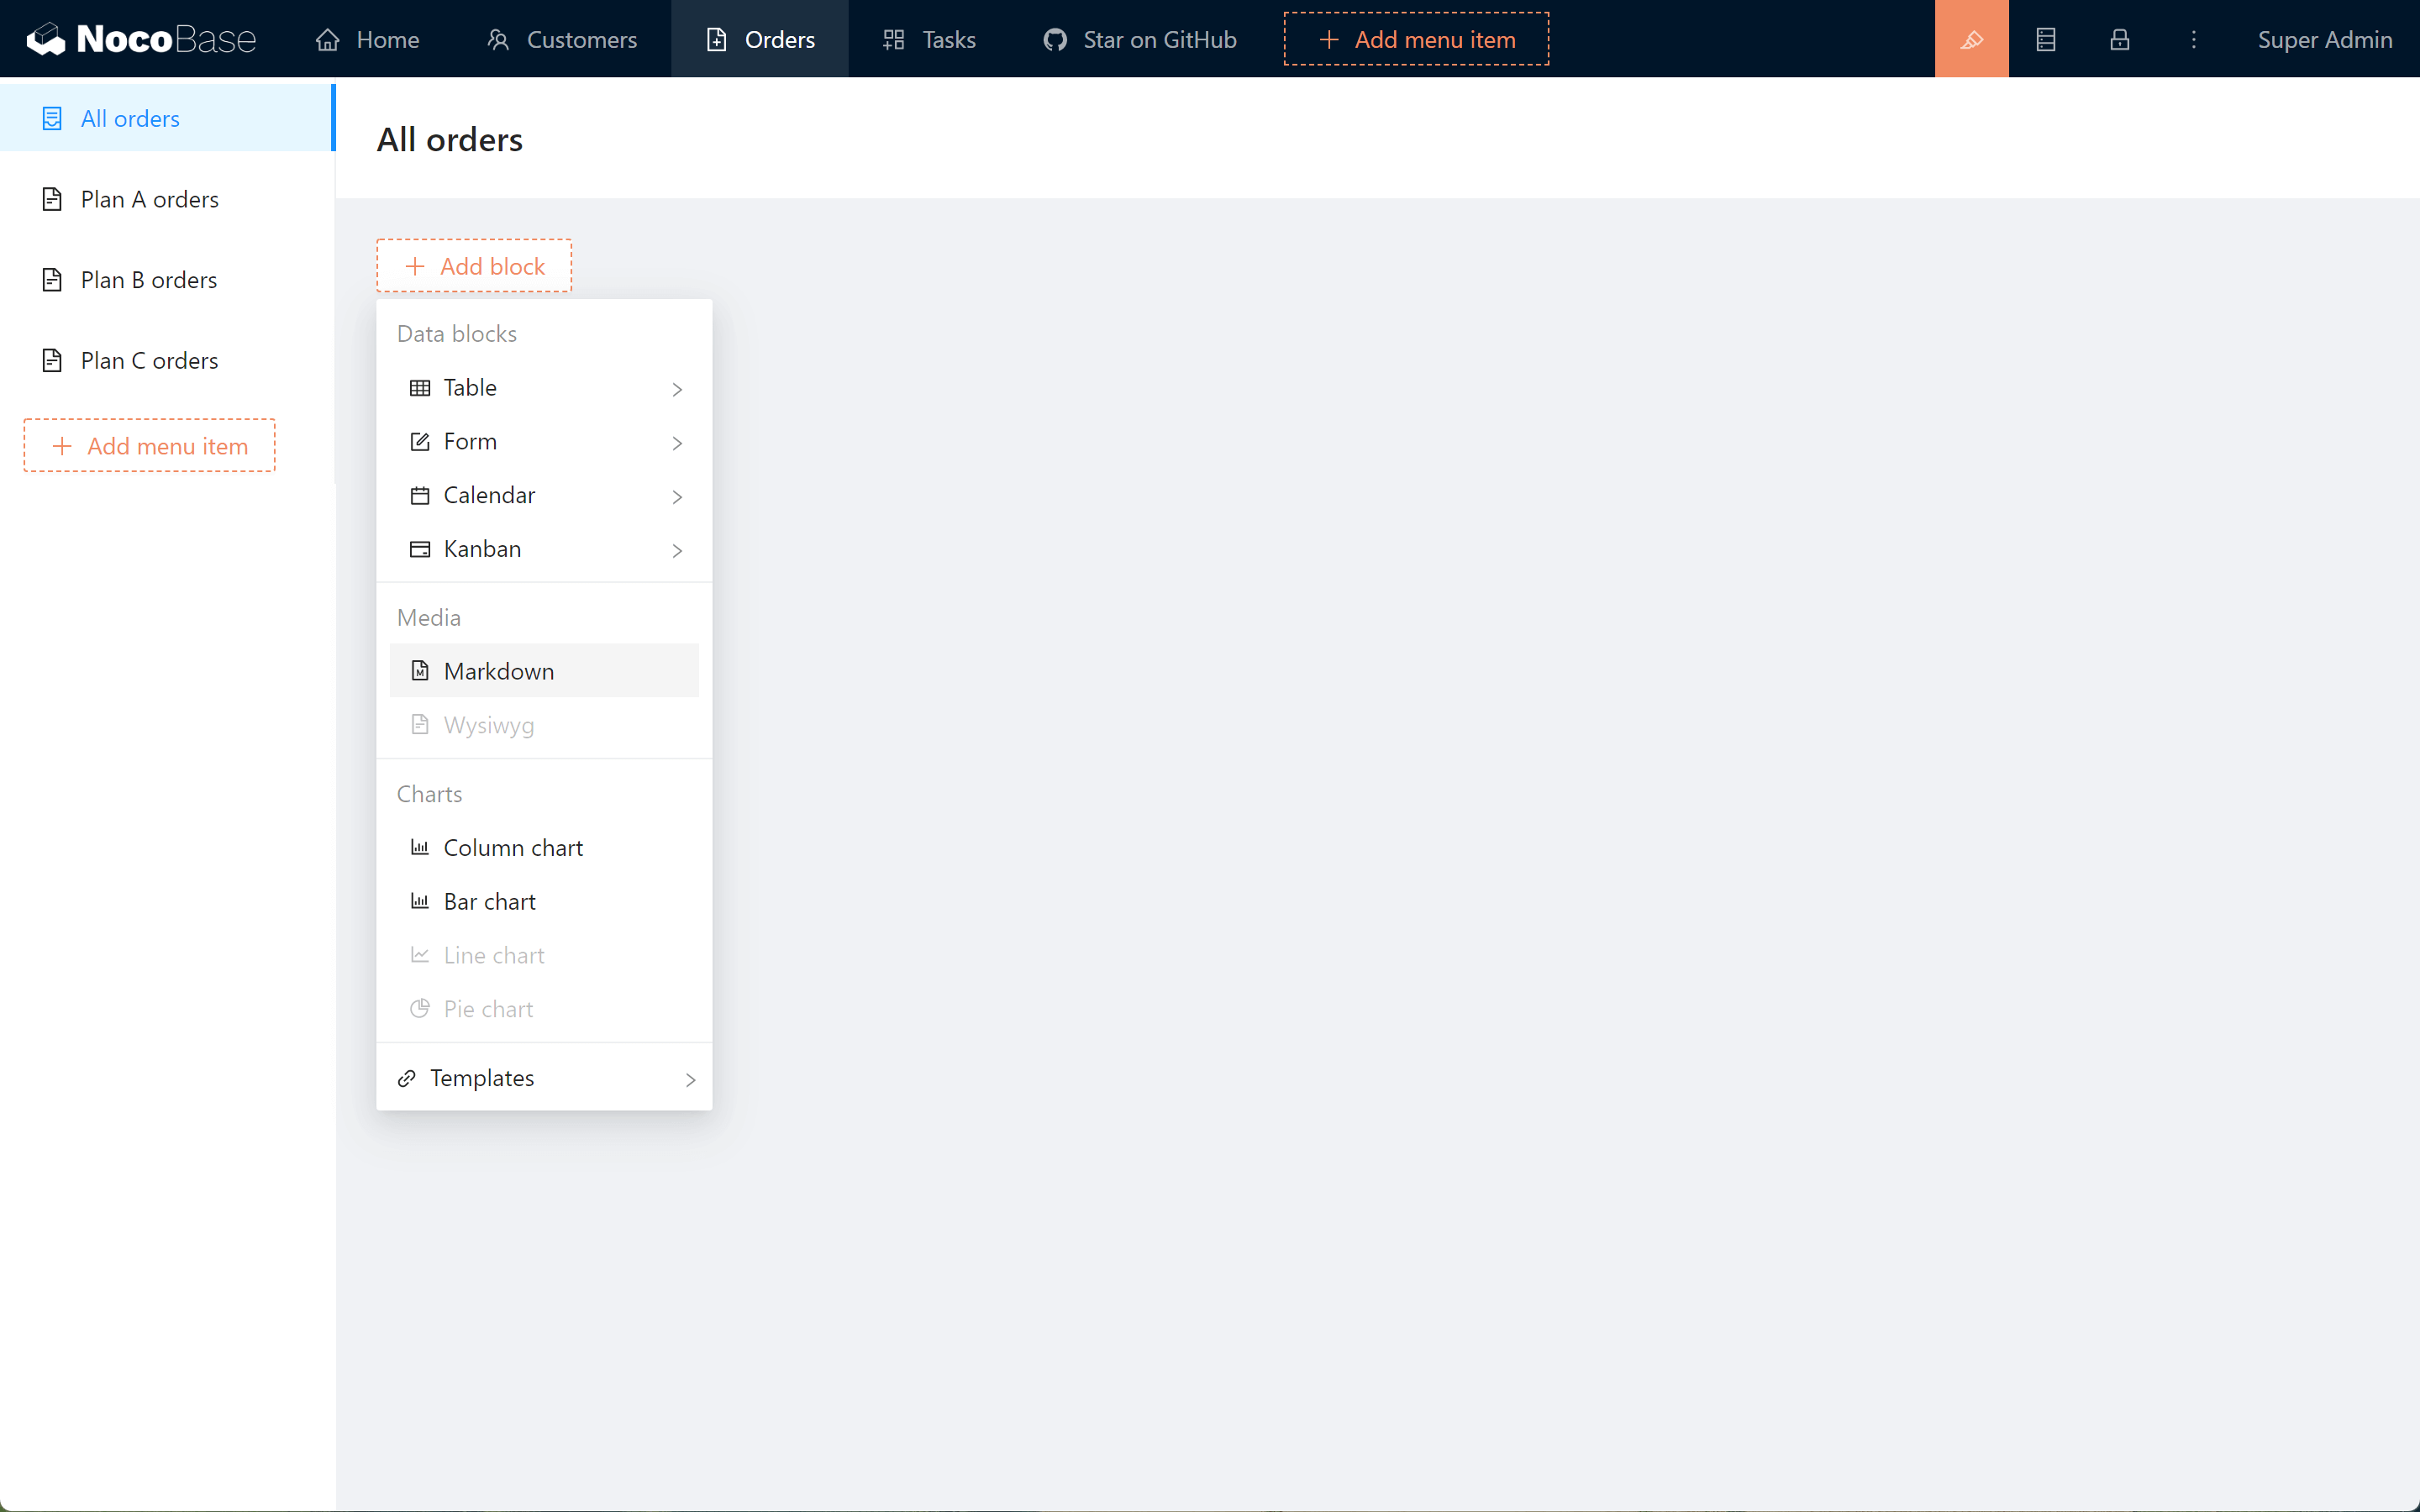 NocoBase
Home
Customers
Orders
Tasks
Star on GitHub
Add menu item
Super Admin
All orders
Plan A orders
Plan B orders
Plan C orders
Add menu item
All orders
Add block
Data blocks
Table
Form
Calendar
Kanban
Media
Markdown
Wysiwyg
Charts
Column chart
Bar chart
Line chart
Pie chart
Templates